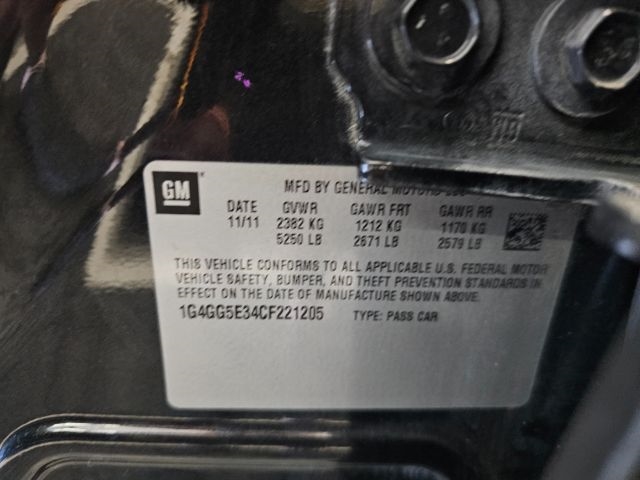 GM
MFD BY GENERAL MOTORS
DATE GVWR GAWR FRT GAWR RR
11/11 2382 KG 1212 KG 1170 KG
5250 LB 2671 LB 2579 LB
THIS VEHICLE CONFORMS TO ALL APPLICABLE U.S. FEDERAL MOTOR
VEHICLE SAFETY, BUMPER, AND THEFT PREVENTION STANDARDS IN
EFFECT ON THE DATE OF MANUFACTURE SHOWN ABOVE.
1G4GG5E34CF221205 TYPE: PASS CAR